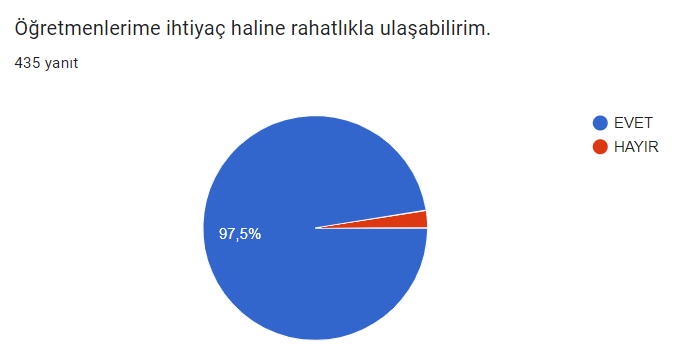 Öğretmenlerime ihtiyaç haline rahatlıkla ulaşabilirim.
435 yanıt
EVET
HAYIR
97,5%